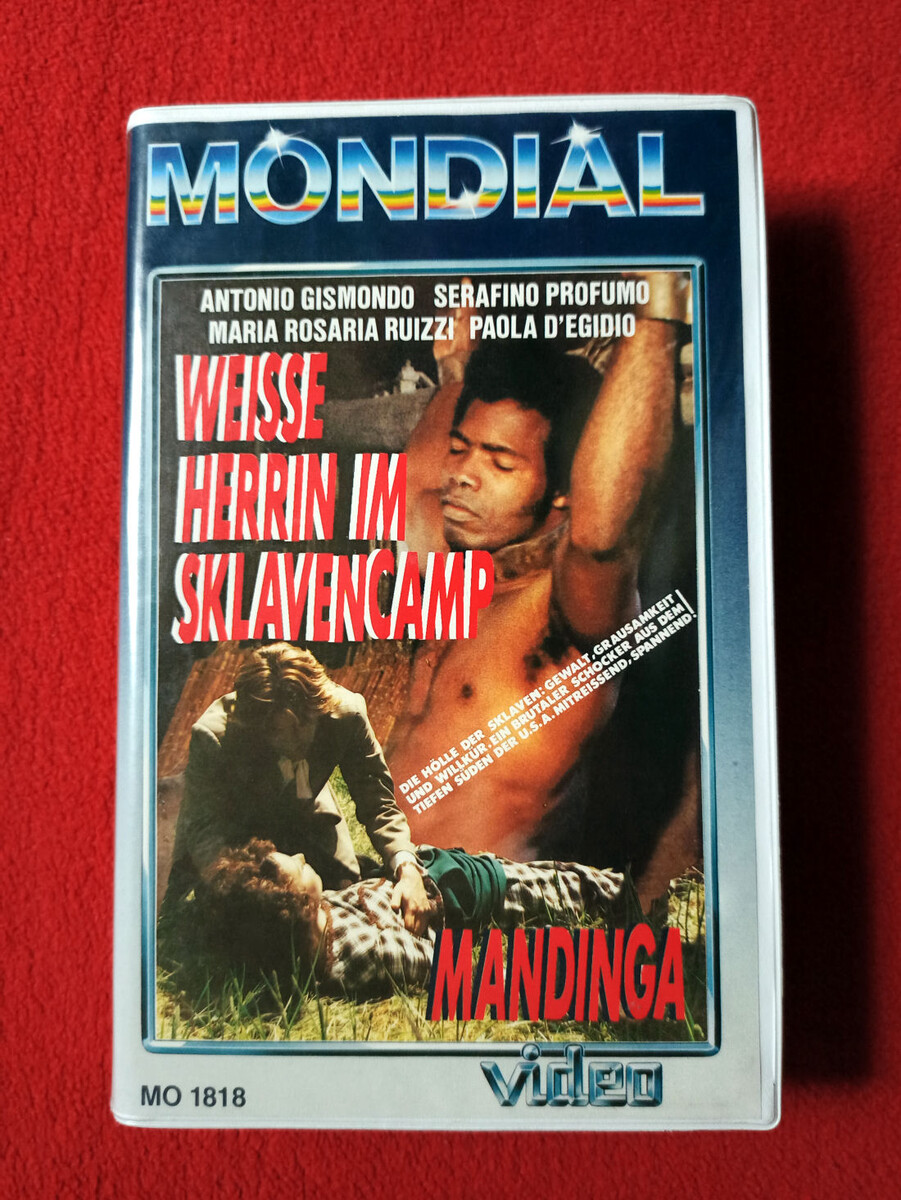 MONDIAL
ANTONIO GISMONDO SERAFINO PROFUMO
MARIA ROSARIA RUIZZI PAOLA D'EGIDIO
WEISSE
HERRIN IM
SKLAVENCAMP
DIE HÖLLE DER SKLAVEN: GEWALT, GRAUSAMKEIT
UND WILLKÜR. EIN BRUTALER SCHOCKER AUS DEM
TIEFEN SÜDEN DER U.S.A. MITREISSEND, SPANNEND!
MANDINGA
video
MO 1818